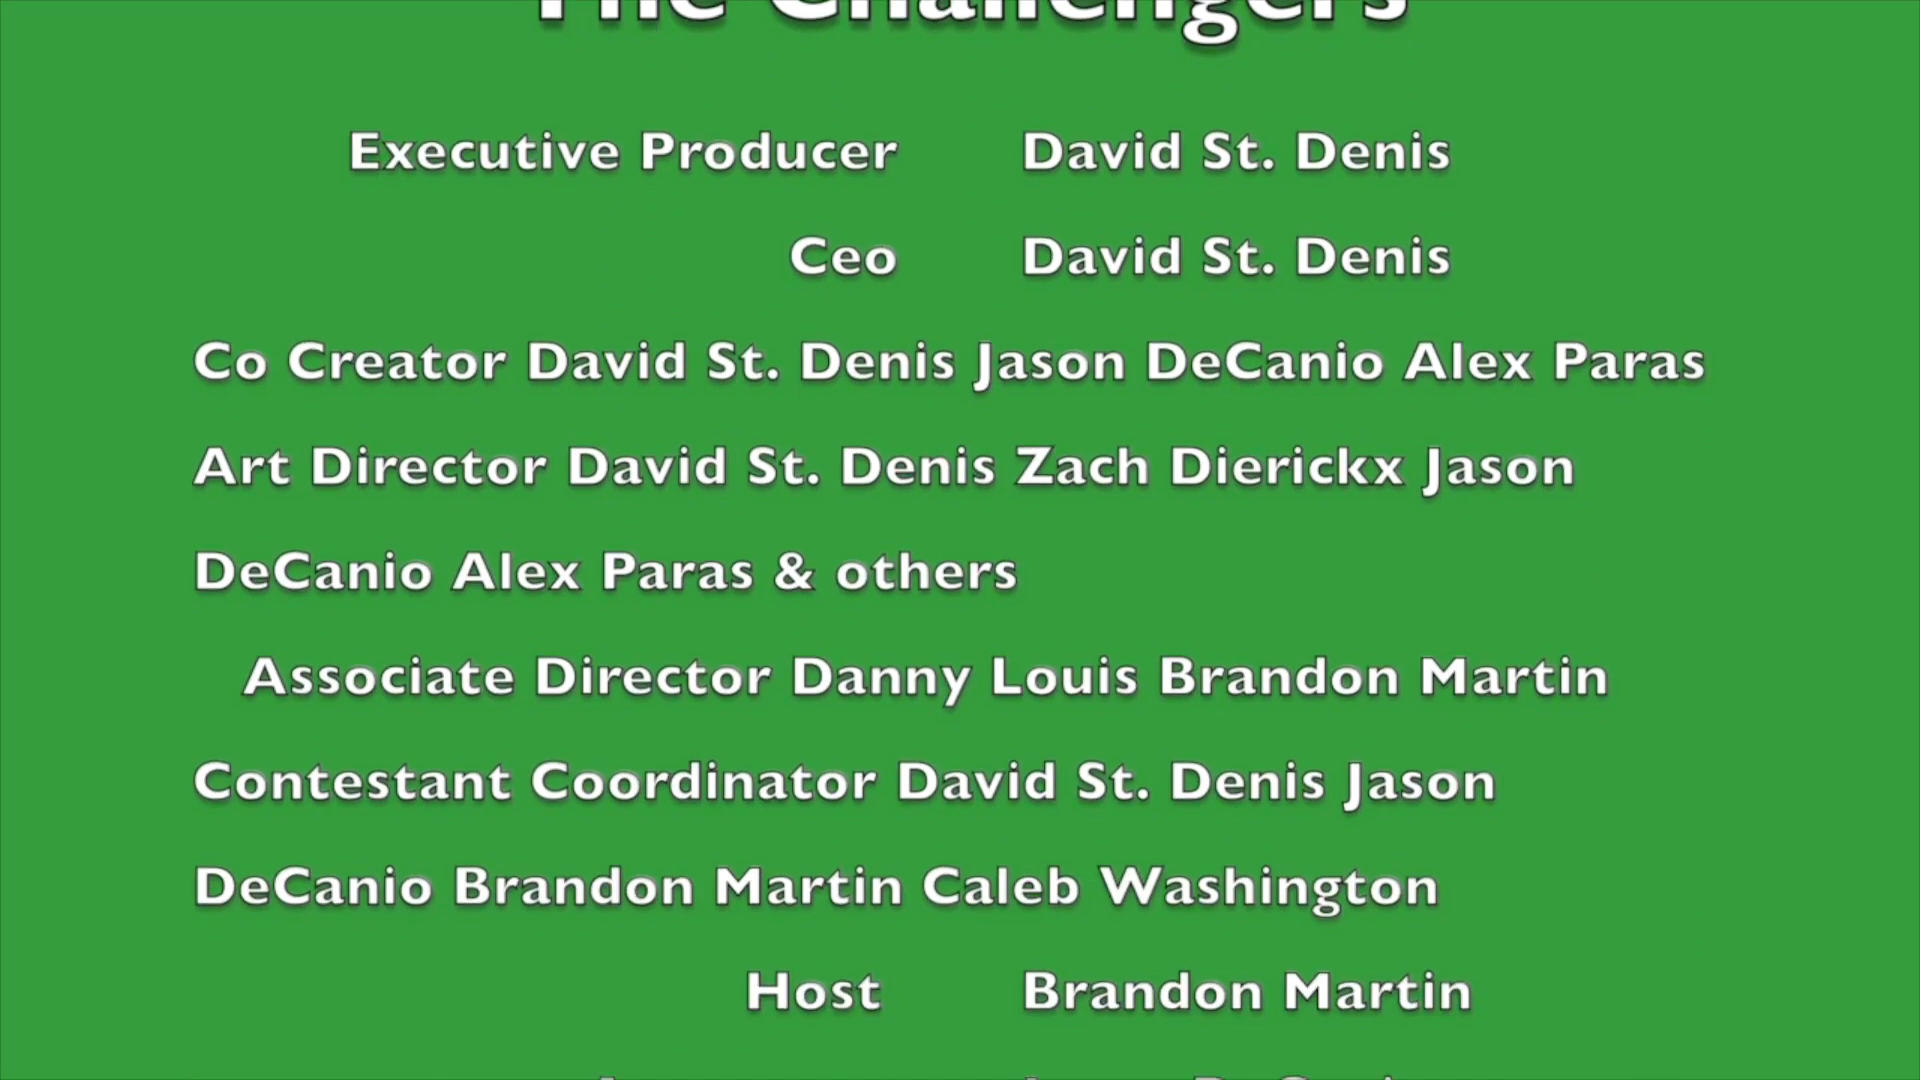 The Challengers
Executive Producer David St. Denis
Ceo David St. Denis
Co Creator David St. Denis Jason DeCanio Alex Paras
Art Director David St. Denis Zach Dierickx Jason
DeCanio Alex Paras & others
Associate Director Danny Louis Brandon Martin
Contestant Coordinator David St. Denis Jason
DeCanio Brandon Martin Caleb Washington
Host Brandon Martin